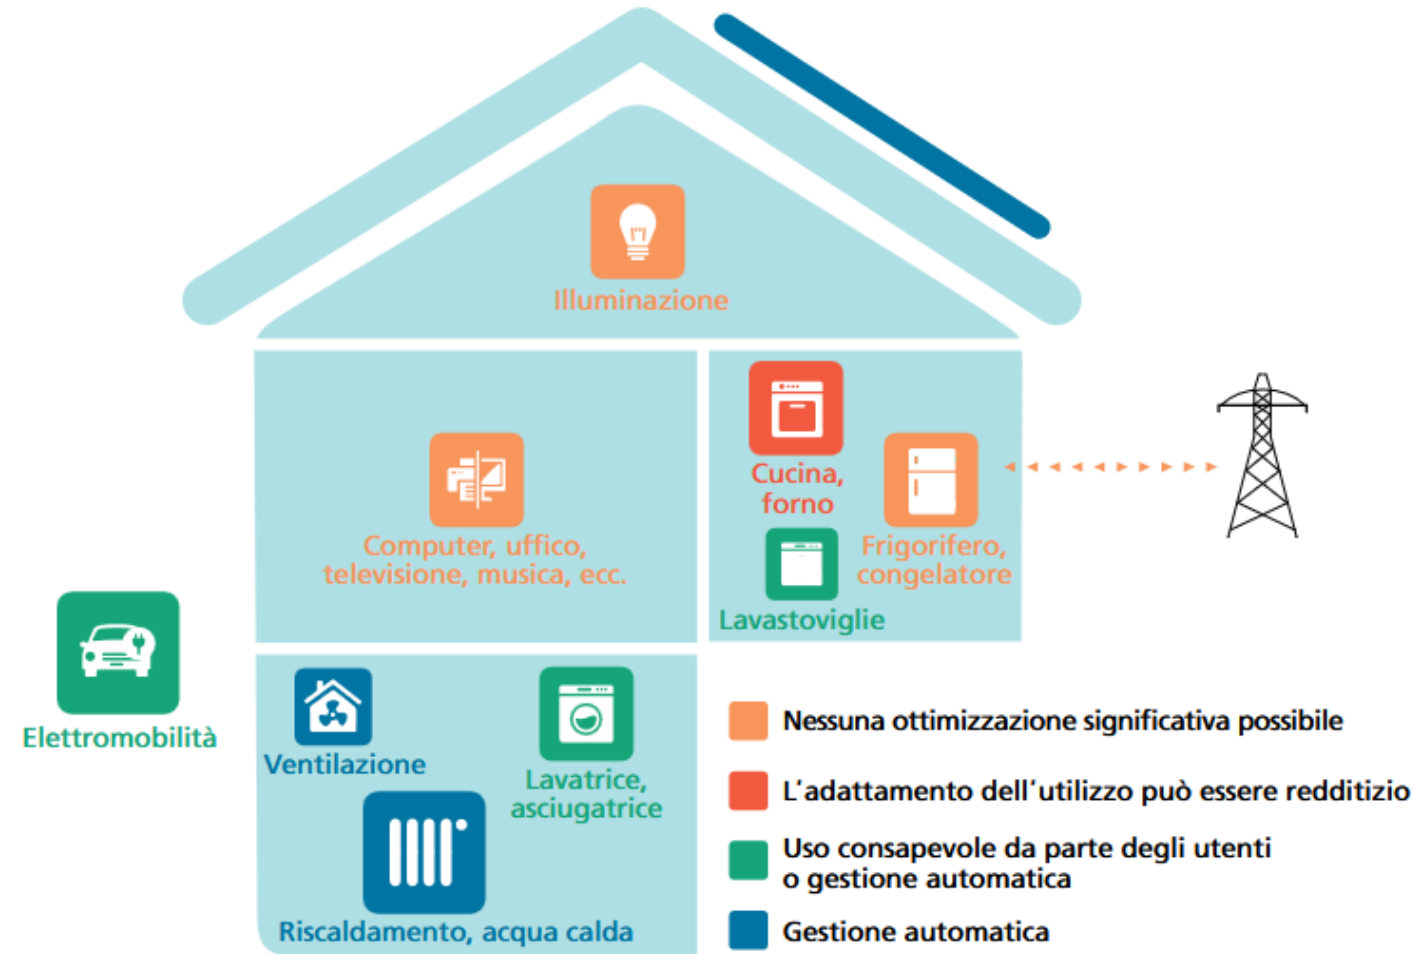 Illuminazione
Computer, uffico,
televisione, musica, ecc.
Cucina,
forno
Frigorifero,
congelatore
Lavastoviglie
Elettromobilità
Ventilazione
Lavatrice,
asciugatrice
Riscaldamento, acqua calda
Nessuna ottimizzazione significativa possibile
L'adattamento dell'utilizzo può essere redditizio
Uso consapevole da parte degli utenti
o gestione automatica
Gestione automatica